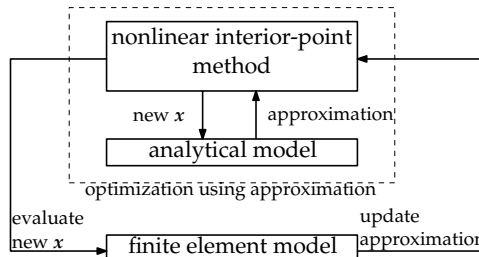 nonlinear interior-point
method
new x
approximation
analytical model
optimization using approximation
evaluate
new x
update
approximation
finite element model